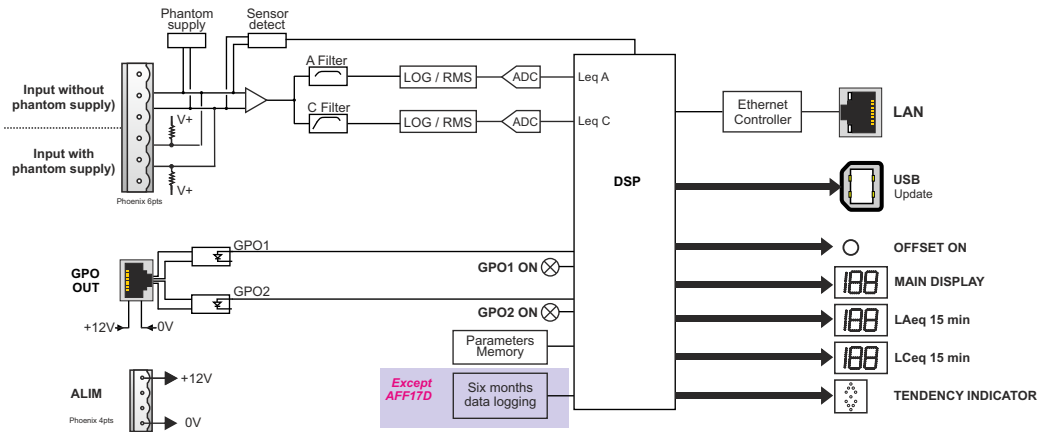 Phantom
supply
Sensor
detect
A Filter
LOG / RMS
ADC
Leq A
Input without
phantom supply)
V+
C Filter
LOG / RMS
ADC
Leq C
Ethernet
Controller
LAN
Input with
phantom supply)
V+
Phoenix 6pts
DSP
USB
Update
GPO1
GPO
OUT
GPO1 ON
OFFSET ON
GPO2
188
MAIN DISPLAY
+12V
0V
GPO2 ON
188
LAeq 15 min
Parameters
Memory
188
LCeq 15 min
ALIM
+12V
Phoenix 4pts
0V
Except
AFF17D
Six months
data logging
TENDENCY INDICATOR